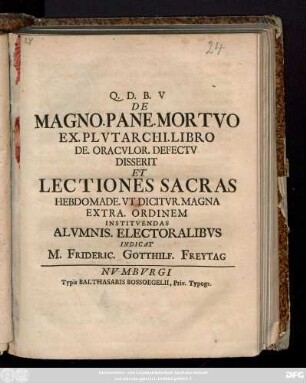 24
Q. D. B. V
DE
MAGNO.PANE.MORTVO
EX.PLVTARCHI.LIBRO
DE. ORACVLOR. DEFECTV
DISSERIT
ET
LECTIONES SACRAS
HEBDOMADE. VT DICITVR. MAGNA
EXTRA. ORDINEM
INSTITVENDAS
ALVMNIS. ELECTORALIBVS
INDICAT
M. FRIDERIC. GOTTHILF. FREYTAG
NVMBVRGI
Typis BALTHASARIS BOSSOEGELII, Priv. Typogr.